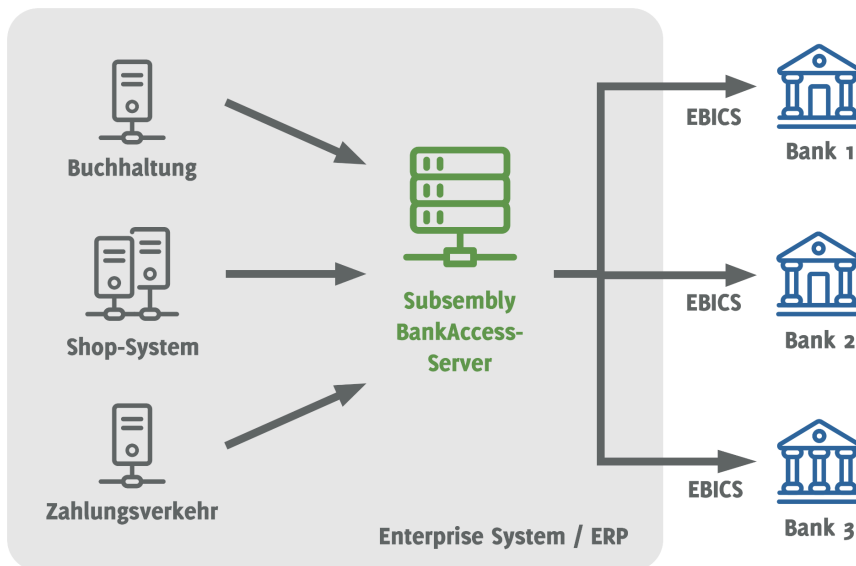 Buchhaltung
Shop-System
Zahlungsverkehr
Subsembly
BankAccess-
Server
Enterprise System / ERP
EBICS
Bank 1
EBICS
Bank 2
EBICS
Bank 3